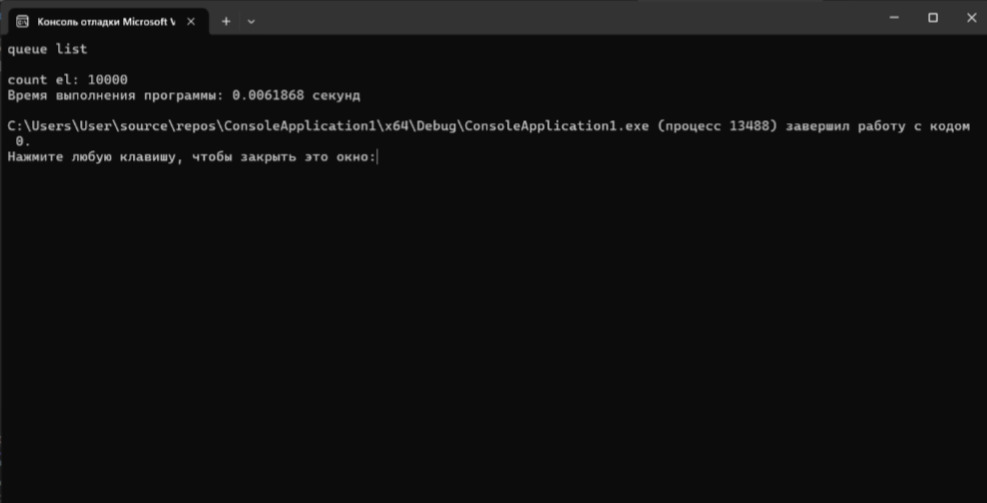 Консоль отладки Microsoft V
queue list
count el: 10000
Время выполнения программы: 0.0061868 секунд
C:\Users\User\source\repos\ConsoleApplication1\x64\Debug\ConsoleApplication1.exe (процесс 13488) завершил работу с кодом
0.
Нажмите любую клавишу, чтобы закрыть это окно: